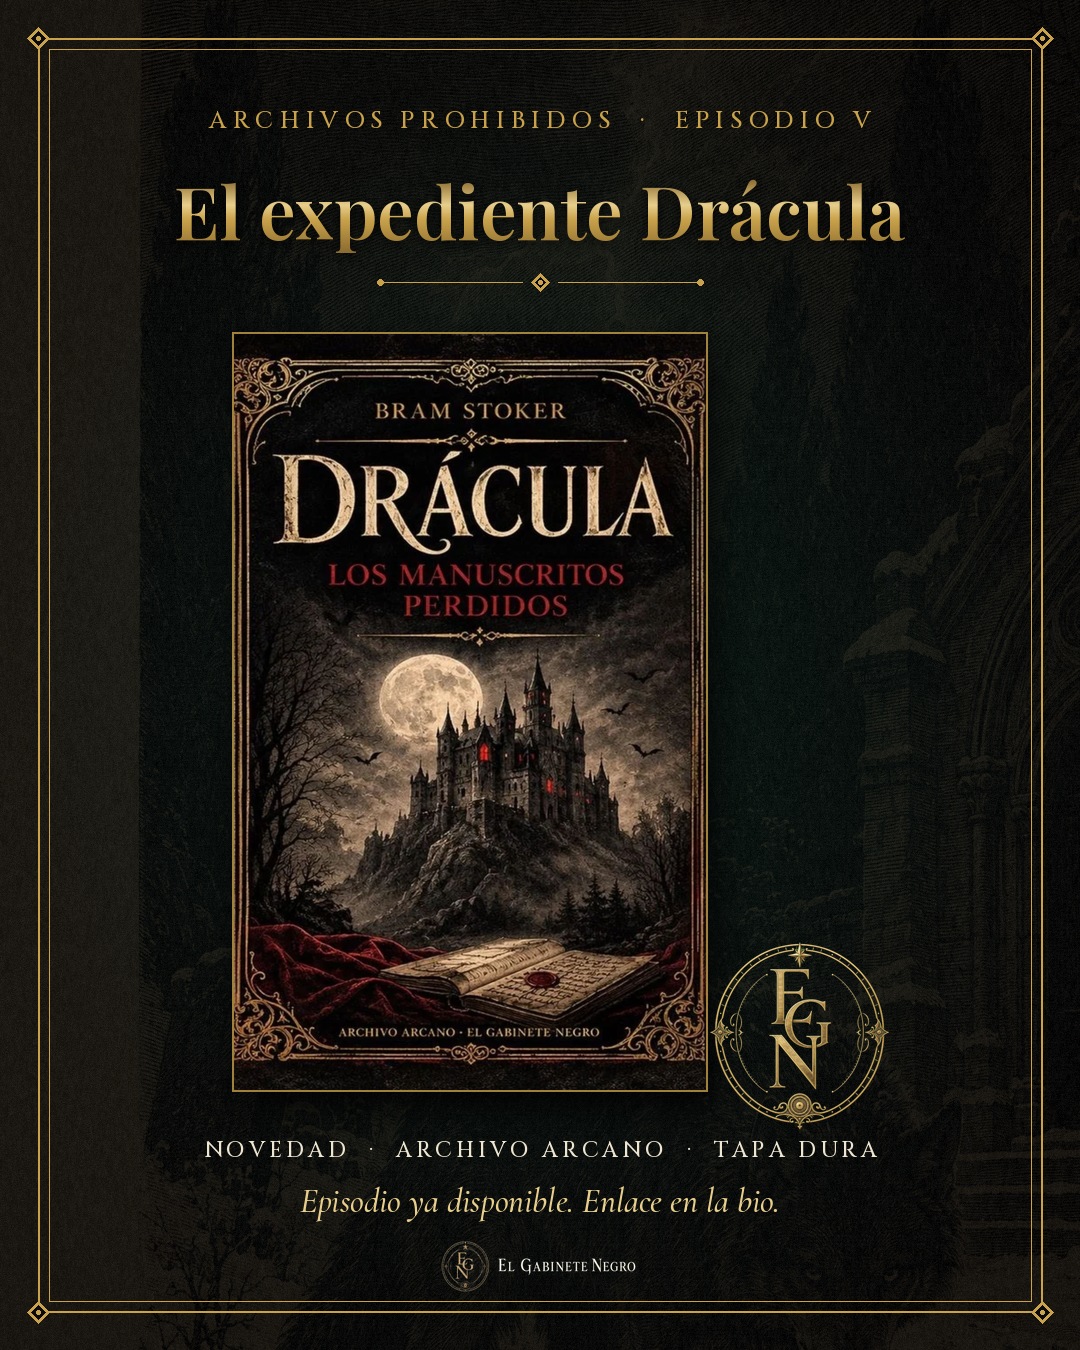 ARCHIVOS PROHIBIDOS · EPISODIO V
El expediente Drácula
BRAM STOKER
DRÁCULA
LOS MANUSCRITOS
PERDIDOS
ARCHIVO ARCANO · EL GABINETE NEGRO
EGN
NOVEDAD · ARCHIVO ARCANO · TAPA DURA
Episodio ya disponible. Enlace en la bio.
EGN
EL GABINETE NEGRO